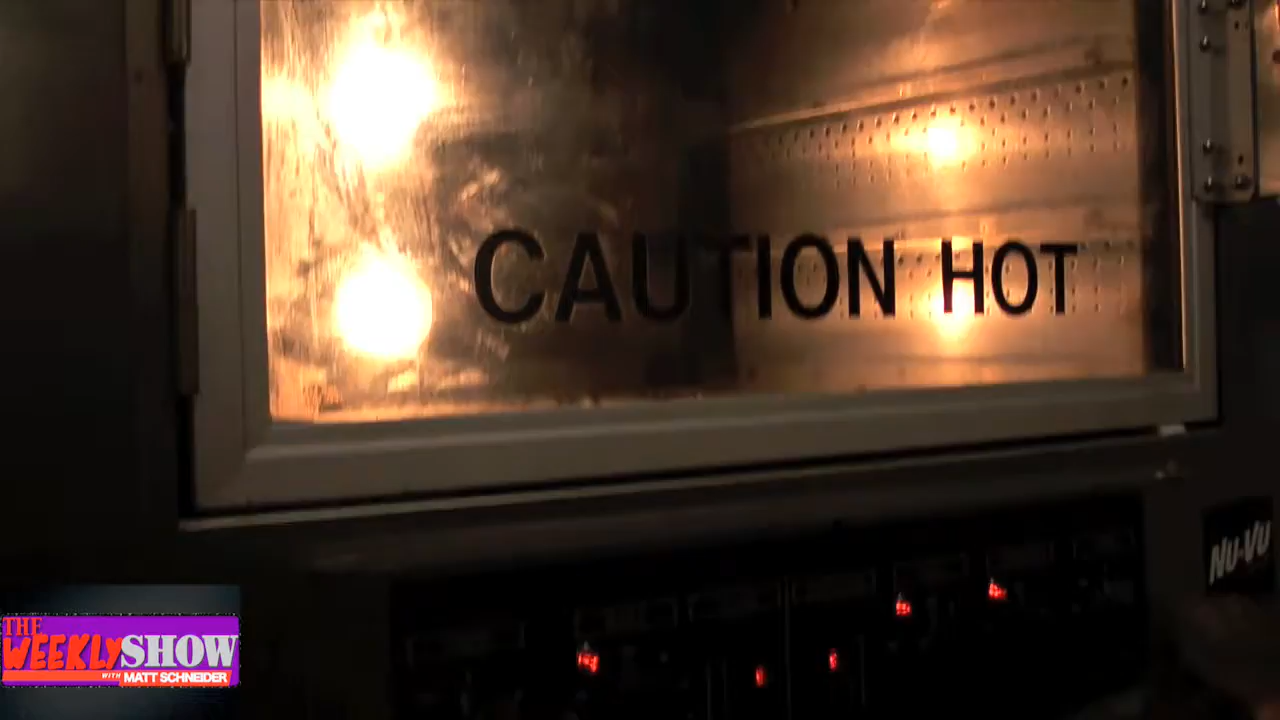 CAUTION HOT
NU-VU
THE
WEEKLY SHOW
WITH MATT SCHNEIDER